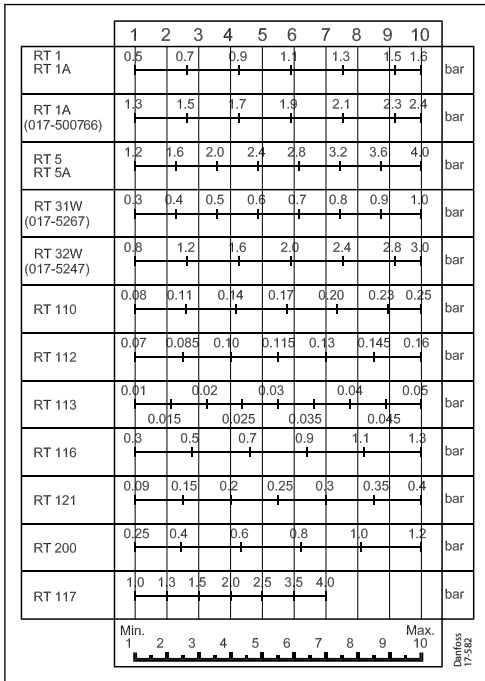 1 2 3 4 5 6 7 8 9 10
RT 1
RT 1A
0.5 0.7 0.9 1.1 1.3 1.5 1.6
bar
RT 1A
(017-500766)
1.3 1.5 1.7 1.9 2.1 2.3 2.4
bar
RT 5
RT 5A
1.2 1.6 2.0 2.4 2.8 3.2 3.6 4.0
bar
RT 31W
(017-5267)
0.3 0.4 0.5 0.6 0.7 0.8 0.9 1.0
bar
RT 32W
(017-5247)
0.8 1.2 1.6 2.0 2.4 2.8 3.0
bar
RT 110
0.08 0.11 0.14 0.17 0.20 0.23 0.25
bar
RT 112
0.07 0.085 0.10 0.115 0.13 0.145 0.16
bar
RT 113
0.01 0.02 0.03 0.04 0.05
0.015 0.025 0.035 0.045
bar
RT 116
0.3 0.5 0.7 0.9 1.1 1.3
bar
RT 121
0.09 0.15 0.2 0.25 0.3 0.35 0.4
bar
RT 200
0.25 0.4 0.6 0.8 1.0 1.2
bar
RT 117
1.0 1.3 1.5 2.0 2.5 3.5 4.0
bar
Min. Max.
1 2 3 4 5 6 7 8 9 10
Danfoss
17-582